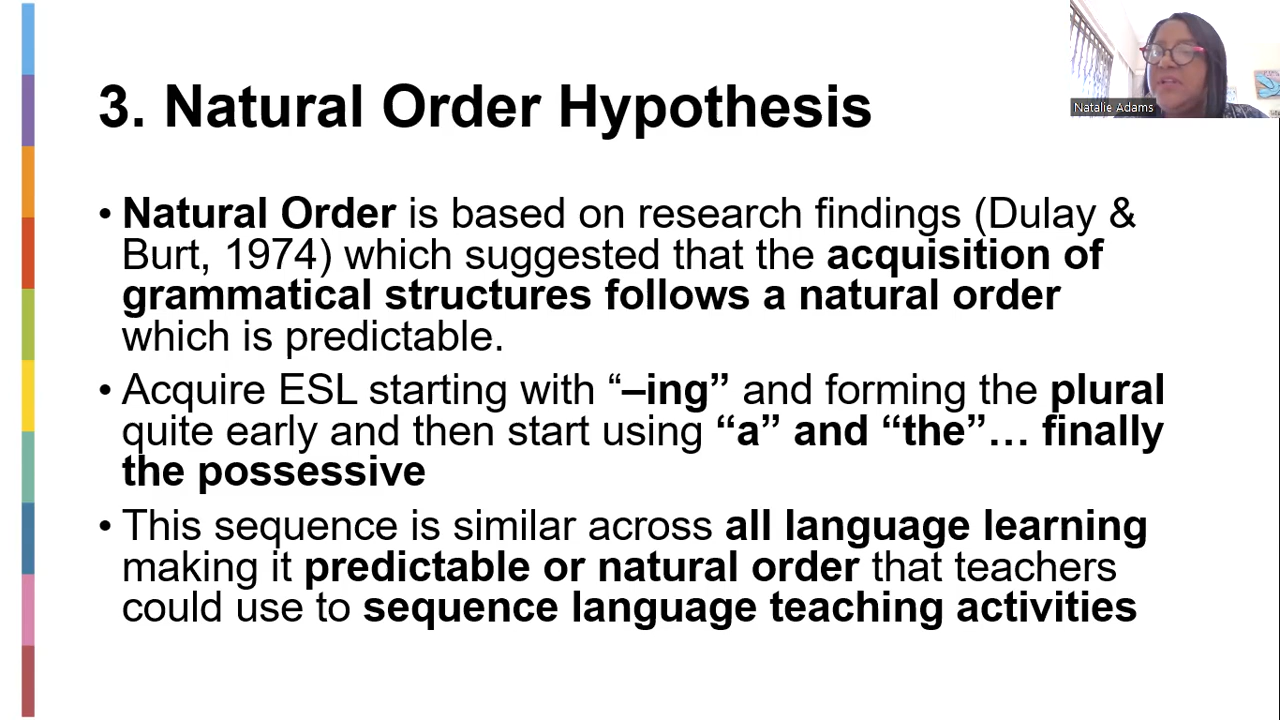 3. Natural Order Hypothesis
Natalie Adams
• Natural Order is based on research findings (Dulay &
Burt, 1974) which suggested that the acquisition of
grammatical structures follows a natural order
which is predictable.
• Acquire ESL starting with “–ing” and forming the plural
quite early and then start using “a” and “the”… finally
the possessive
• This sequence is similar across all language learning
making it predictable or natural order that teachers
could use to sequence language teaching activities